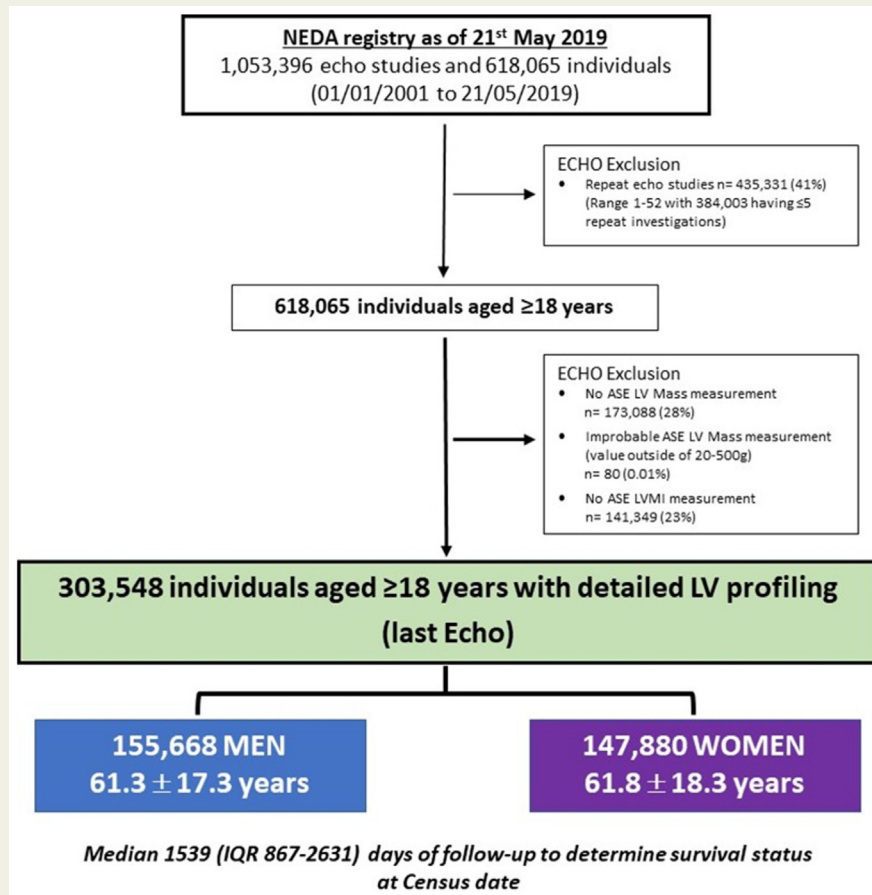 NEDA registry as of 21st May 2019
1,053,396 echo studies and 618,065 individuals
(01/01/2001 to 21/05/2019)
ECHO Exclusion
• Repeat echo studies n= 435,331 (41%)
(Range 1-52 with 384,003 having ≤5
repeat investigations)
618,065 individuals aged ≥18 years
ECHO Exclusion
• No ASE LV Mass measurement
n= 173,088 (28%)
• Improbable ASE LV Mass measurement
(value outside of 20-500g)
n= 80 (0.01%)
• No ASE LVMI measurement
n= 141,349 (23%)
303,548 individuals aged ≥18 years with detailed LV profiling
(last Echo)
155,668 MEN
61.3 ± 17.3 years
147,880 WOMEN
61.8 ± 18.3 years
Median 1539 (IQR 867-2631) days of follow-up to determine survival status
at Census date